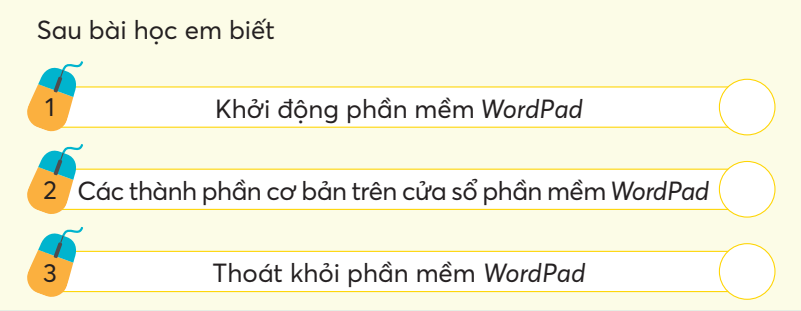 Sau bài học em biết
1 Khởi động phần mềm WordPad
2 Các thành phần cơ bản trên cửa sổ phần mềm WordPad
3 Thoát khỏi phần mềm WordPad